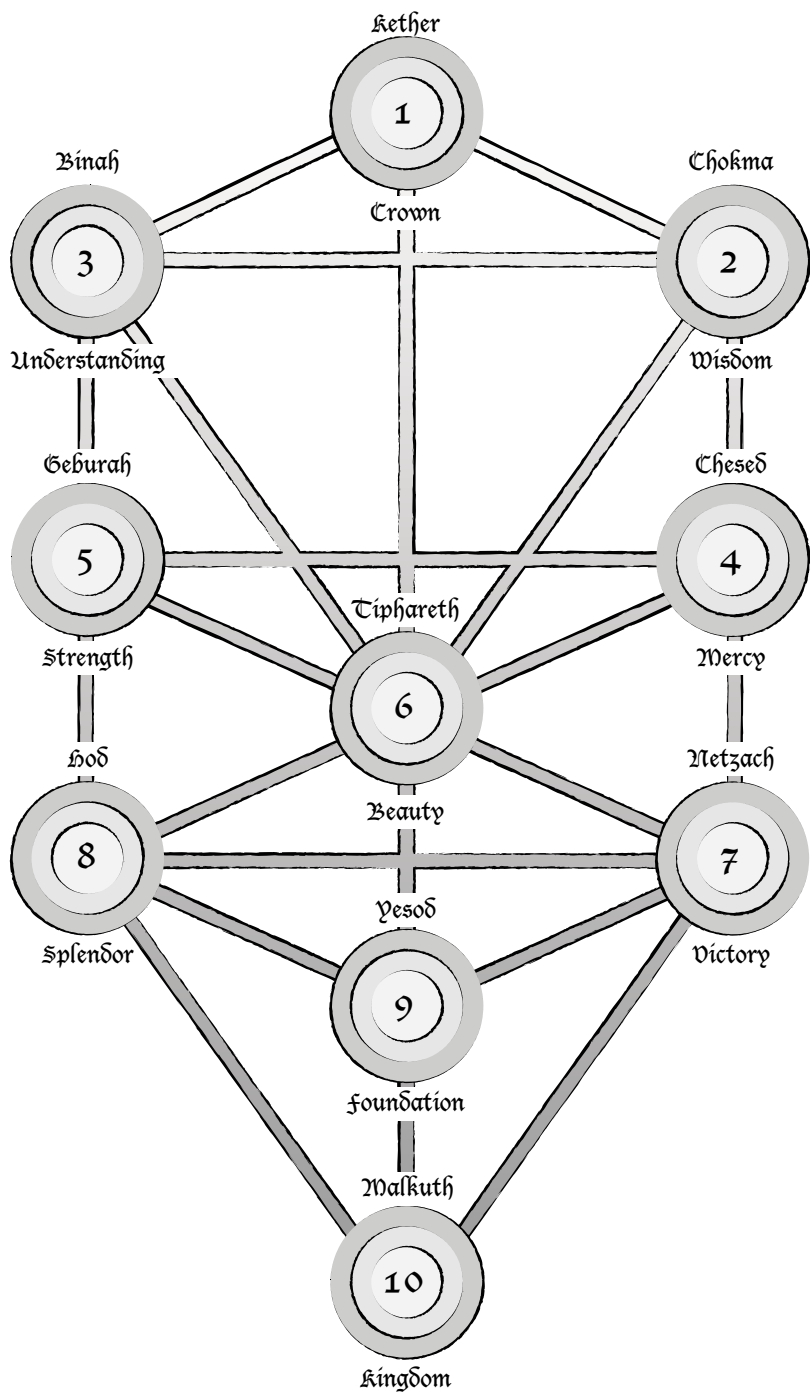 Kether
1
Crown
Binah
Chokma
3
2
Understanding
Wisdom
Geburah
Chesed
5
4
Strength
Mercy
Tiphareth
6
Beauty
Hod
Netzach
8
7
Splendor
Victory
Yesod
9
Foundation
Malkuth
10
Kingdom